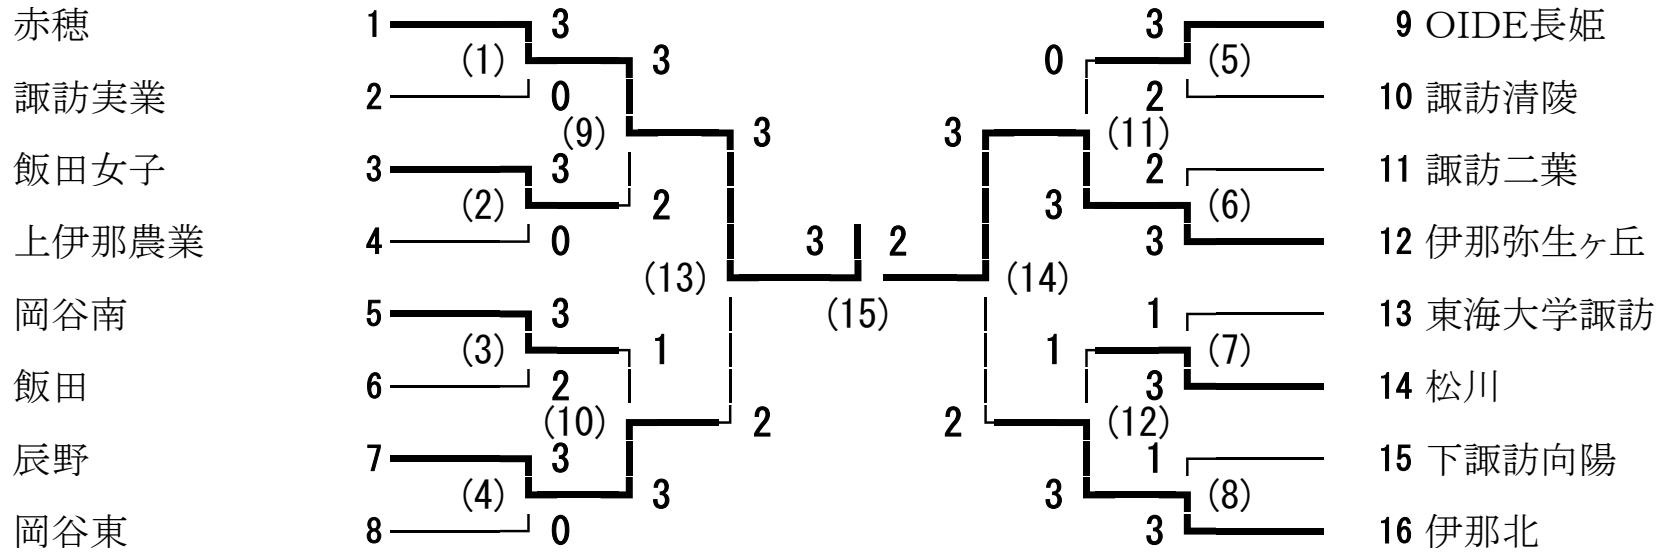 赤穂 1 3 3 9 OIDE長姫
(1) 3 0 (5)
諏訪実業 2 0 2 10 諏訪清陵
(9) 3 3 (11)
飯田女子 3 3 2 11 諏訪二葉
(2) 2 3 (6)
上伊那農業 4 0 3 2 3 12 伊那弥生ヶ丘
(13) (14)
岡谷南 5 3 (15) 1 13 東海大学諏訪
(3) 1 1 (7)
飯田 6 2 3 14 松川
(10) 2 2 (12)
辰野 7 3 1 15 下諏訪向陽
(4) 3 3 (8)
岡谷東 8 0 3 16 伊那北